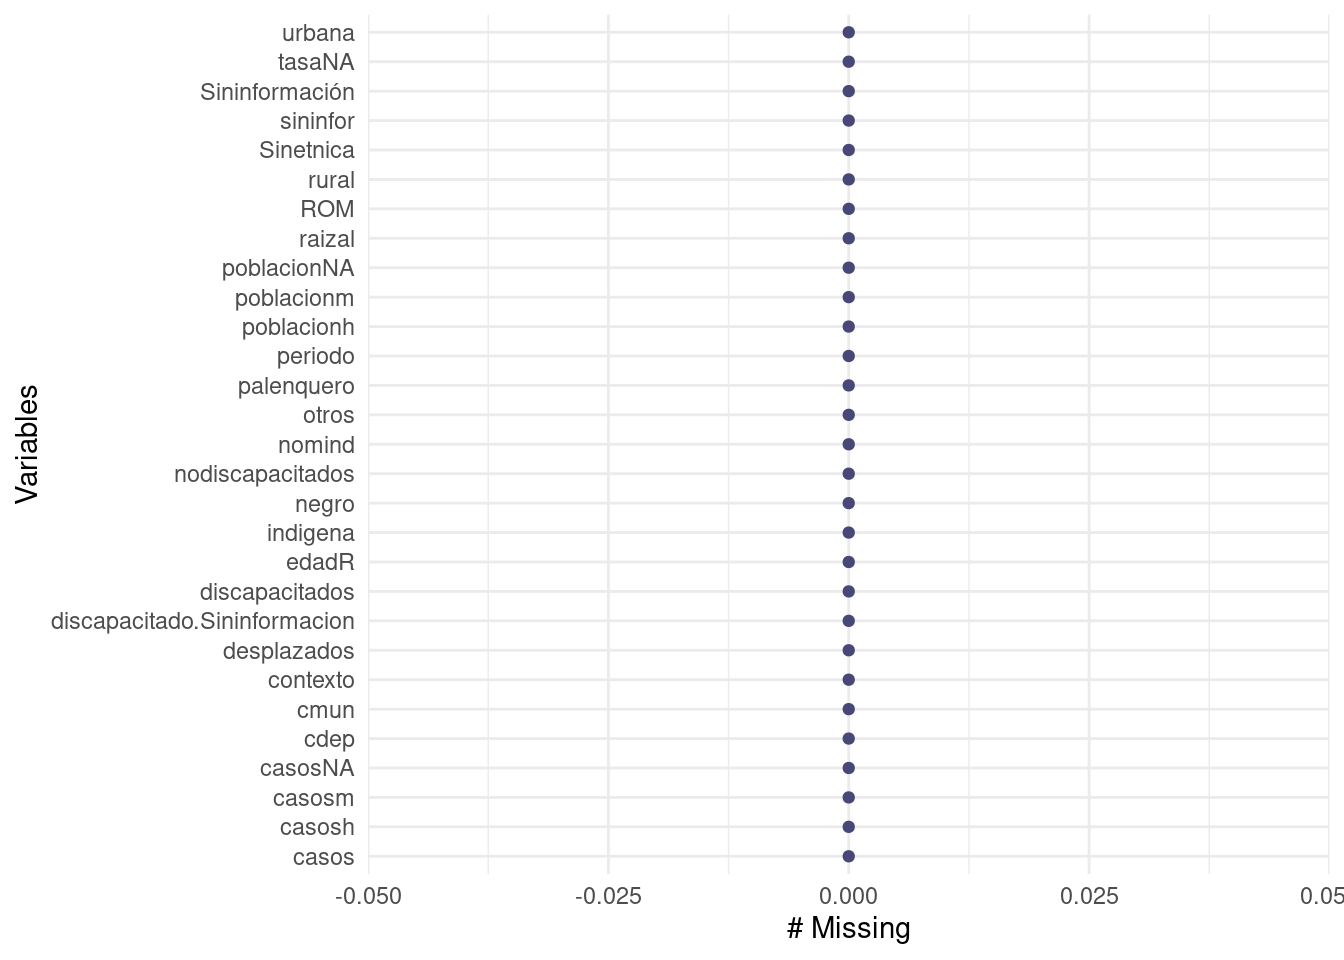 urbana
tasaNA
Sininformación
sininfor
Sinetnica
rural
ROM
raizal
poblacionNA
poblacionm
poblacionh
periodo
palenquero
otros
nomind
nodiscapacitados
negro
indigena
edadR
discapacitados
discapacitado.Sininformacion
desplazados
contexto
cmun
cdep
casosNA
casosm
casosh
casos
Variables
-0.050 -0.025 0.000 0.025 0.05
# Missing